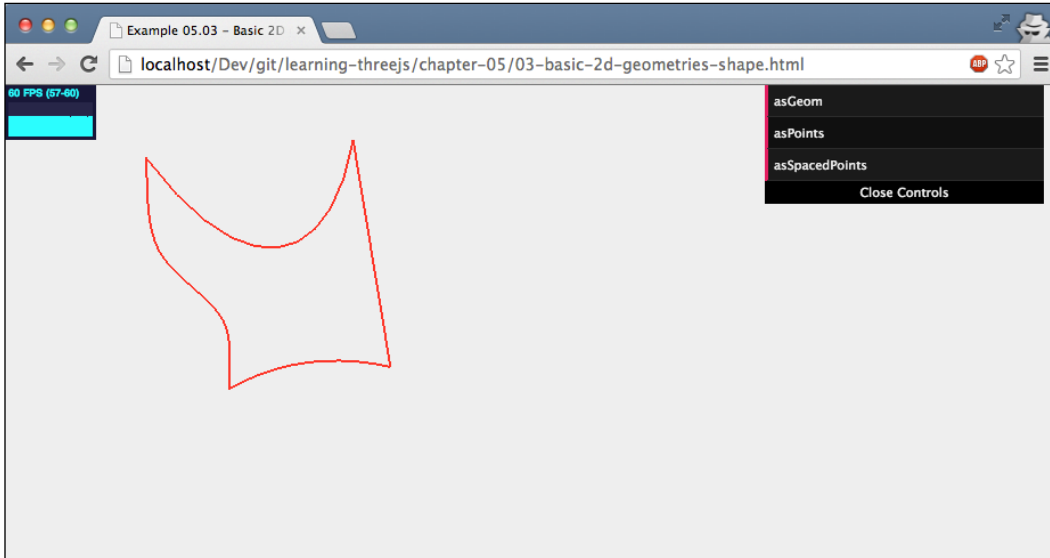 Example 05.03 – Basic 2D
localhost/Dev/git/learning-threejs/chapter-05/03-basic-2d-geometries-shape.html
ABP
60 FPS (57-60)
asGeom
asPoints
asSpacedPoints
Close Controls